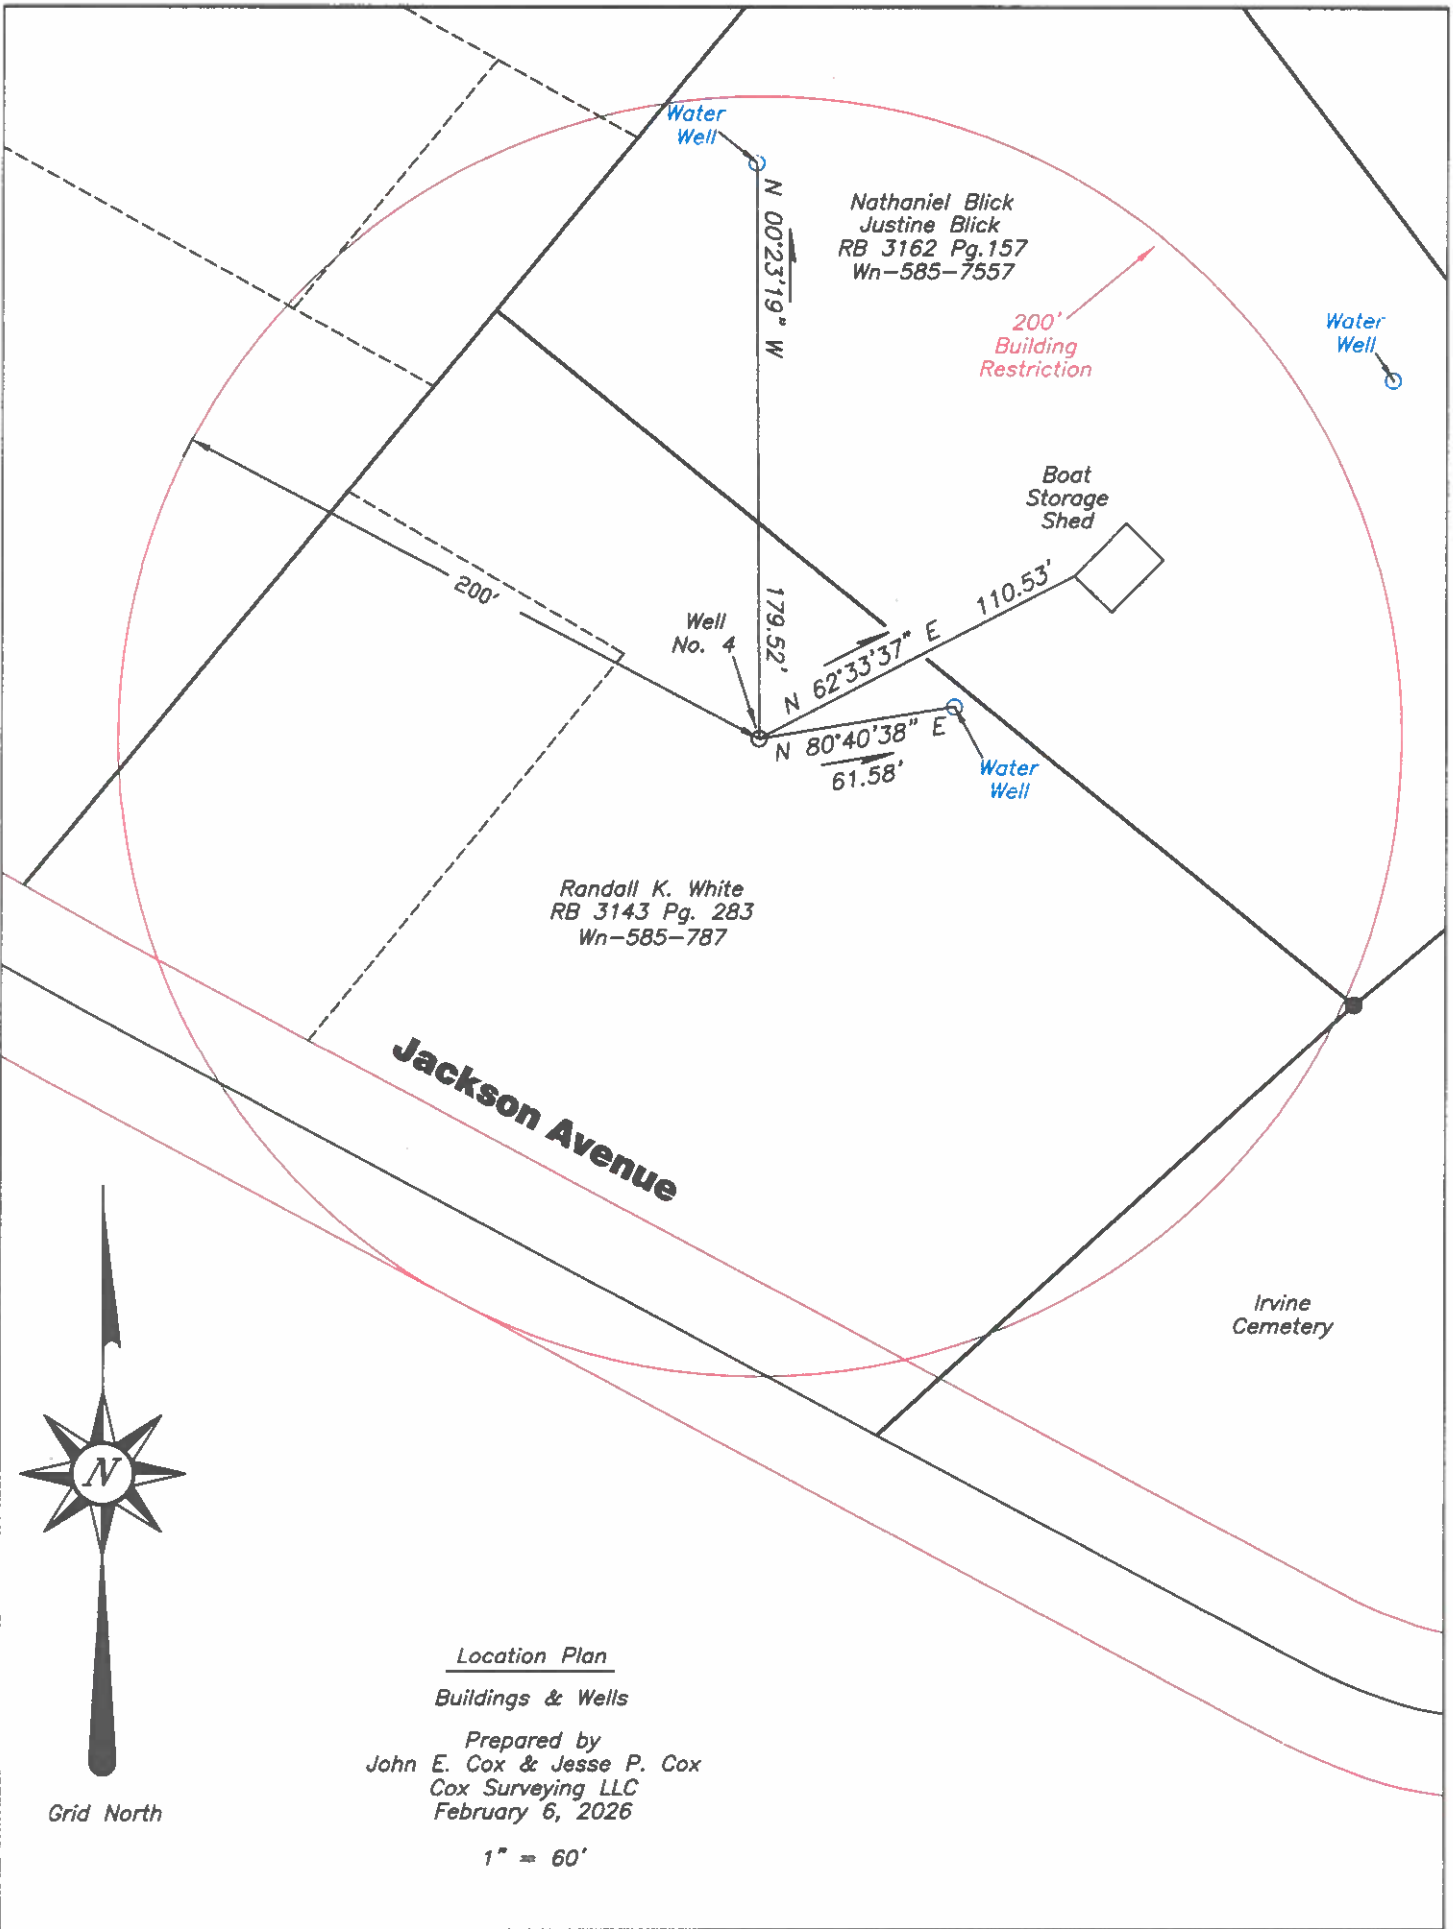 Water
Well
N 00°23'19" W
179.52'
Nathaniel Blick
Justine Blick
RB 3162 Pg.157
Wn-585-7557
200'
Building
Restriction
Water
Well
Boat
Storage
Shed
200'
Well
No. 4
N 62°33'37" E 110.53'
N 80°40'38" E
61.58'
Water
Well
Randall K. White
RB 3143 Pg. 283
Wn-585-787
Jackson Avenue
Irvine
Cemetery
N
Grid North
Location Plan
Buildings & Wells
Prepared by
John E. Cox & Jesse P. Cox
Cox Surveying LLC
February 6, 2026
1" = 60'